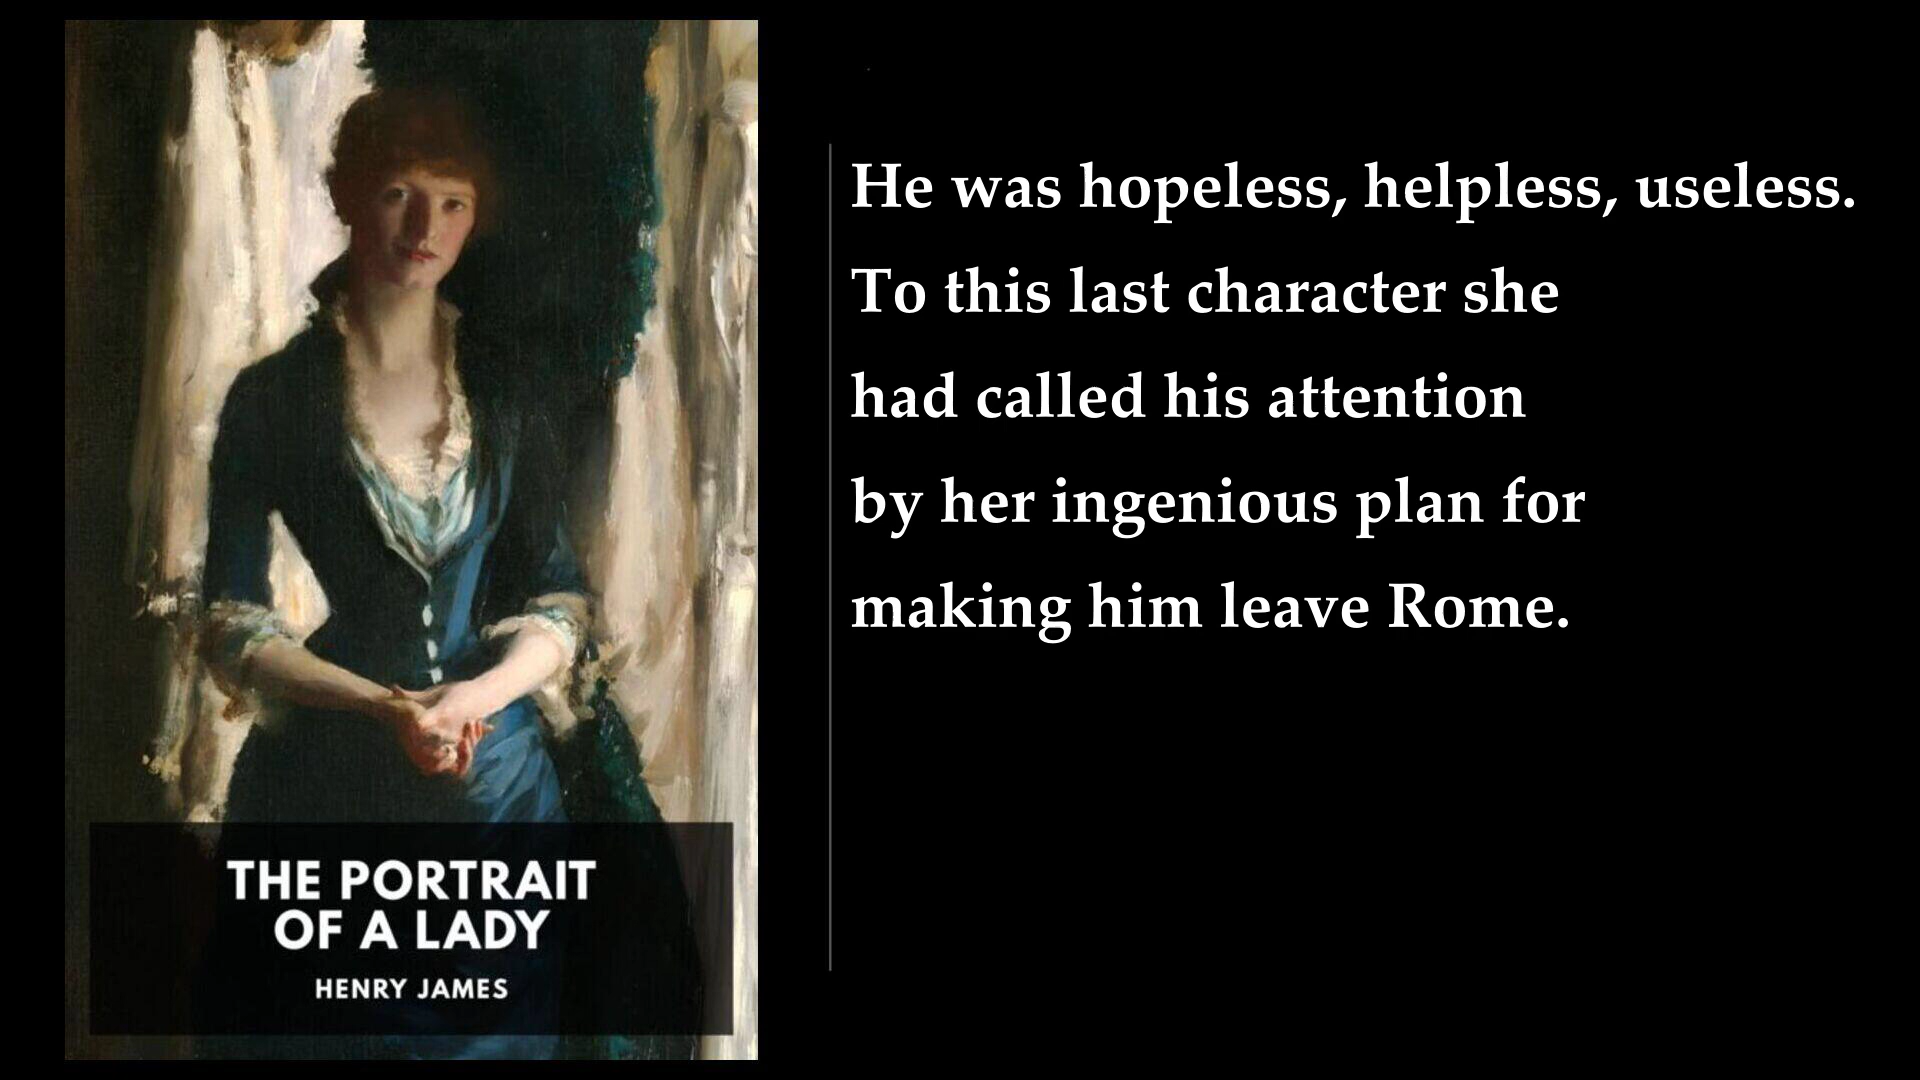 THE PORTRAIT
OF A LADY
HENRY JAMES
He was hopeless, helpless, useless.
To this last character she
had called his attention
by her ingenious plan for
making him leave Rome.